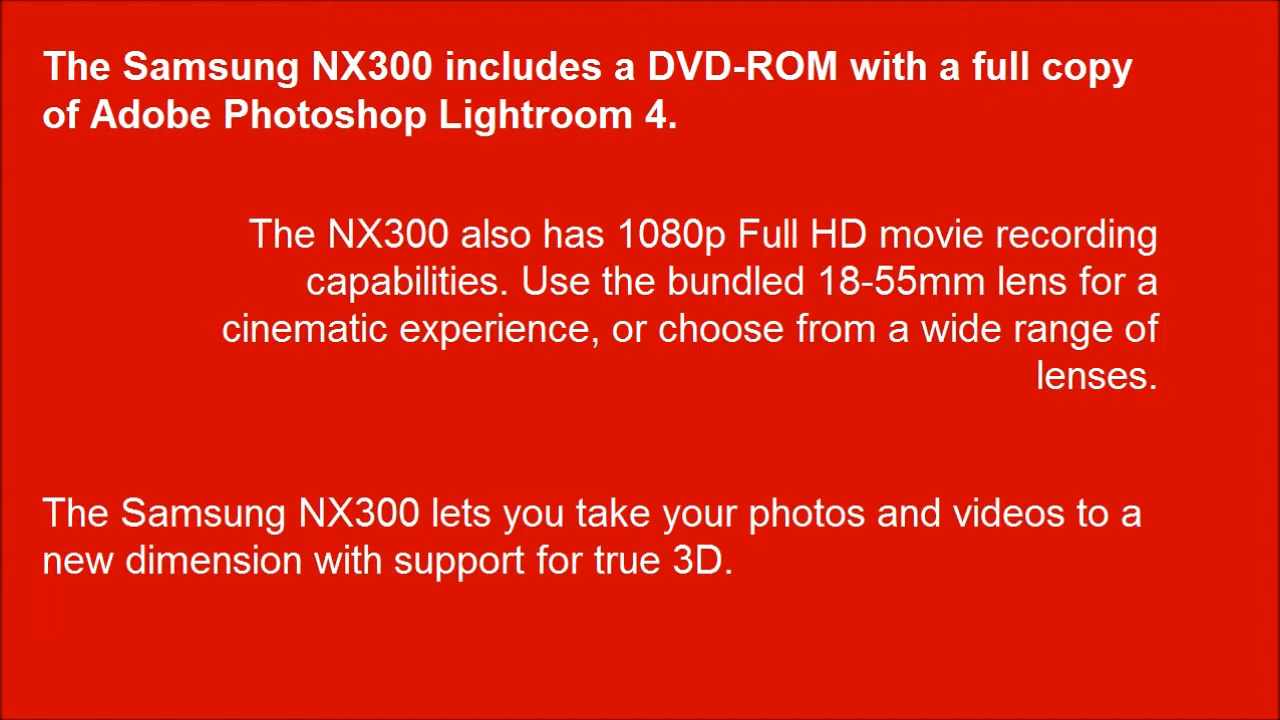 The Samsung NX300 includes a DVD-ROM with a full copy
of Adobe Photoshop Lightroom 4.
The NX300 also has 1080p Full HD movie recording
capabilities. Use the bundled 18-55mm lens for a
cinematic experience, or choose from a wide range of
lenses.
The Samsung NX300 lets you take your photos and videos to a
new dimension with support for true 3D.